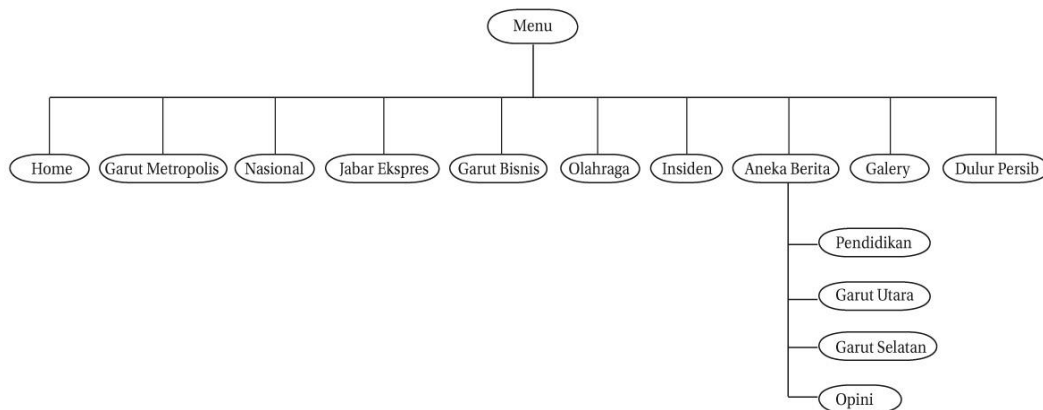 Menu
Home
Garut Metropolis
Nasional
Jabar Ekspres
Garut Bisnis
Olahraga
Insiden
Aneka Berita
Galery
Dulur Persib
Pendidikan
Garut Utara
Garut Selatan
Opini